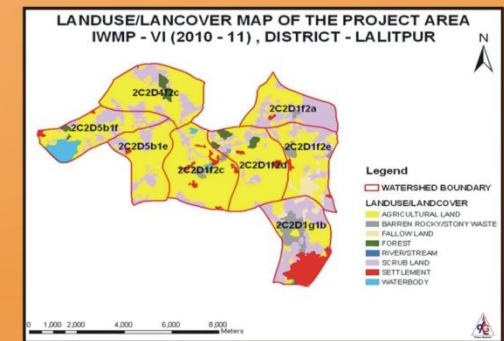 LANDUSE/LANCOVER MAP OF THE PROJECT AREA
IWMP - VI (2010 - 11) , DISTRICT - LALITPUR
N
2C2D4f2c
2C2D1f2a
2C2D5b1f
2C2D5b1e
2C2D1f2c
2C2D1f2d
2C2D1f2e
2C2D1g1b
Legend
WATERSHED BOUNDARY
LANDUSE/LANDCOVER
AGRICULTURAL LAND
BARREN ROCKY/STONY WASTE
FALLOW LAND
FOREST
RIVER/STREAM
SCRUB LAND
SETTLEMENT
WATERBODY
0 1,000 2,000 4,000 6,000 8,000
Meters